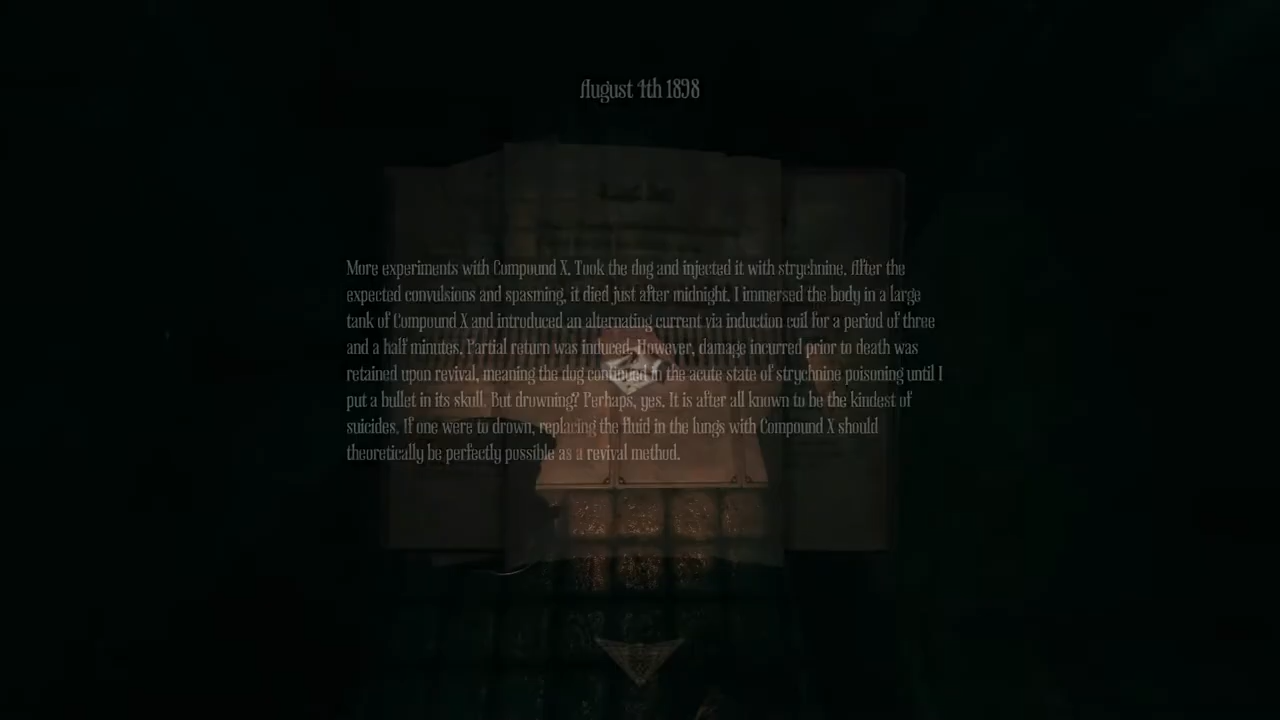 August 4th 1898
More experiments with Compound X. Took the dog and injected it with strychnine. After the
expected convulsions and spasming, it died just after midnight. I immersed the body in a large
tank of Compound X and introduced an alternating current via induction coil for a period of three
and a half minutes. Partial return was induced. However, damage incurred prior to death was
retained upon revival, meaning the dog continued in the acute state of strychnine poisoning until I
put a bullet in its skull. But drowning? Perhaps, yes. It is after all known to be the kindest of
suicides. If one were to drown, replacing the fluid in the lungs with Compound X should
theoretically be perfectly possible as a revival method.